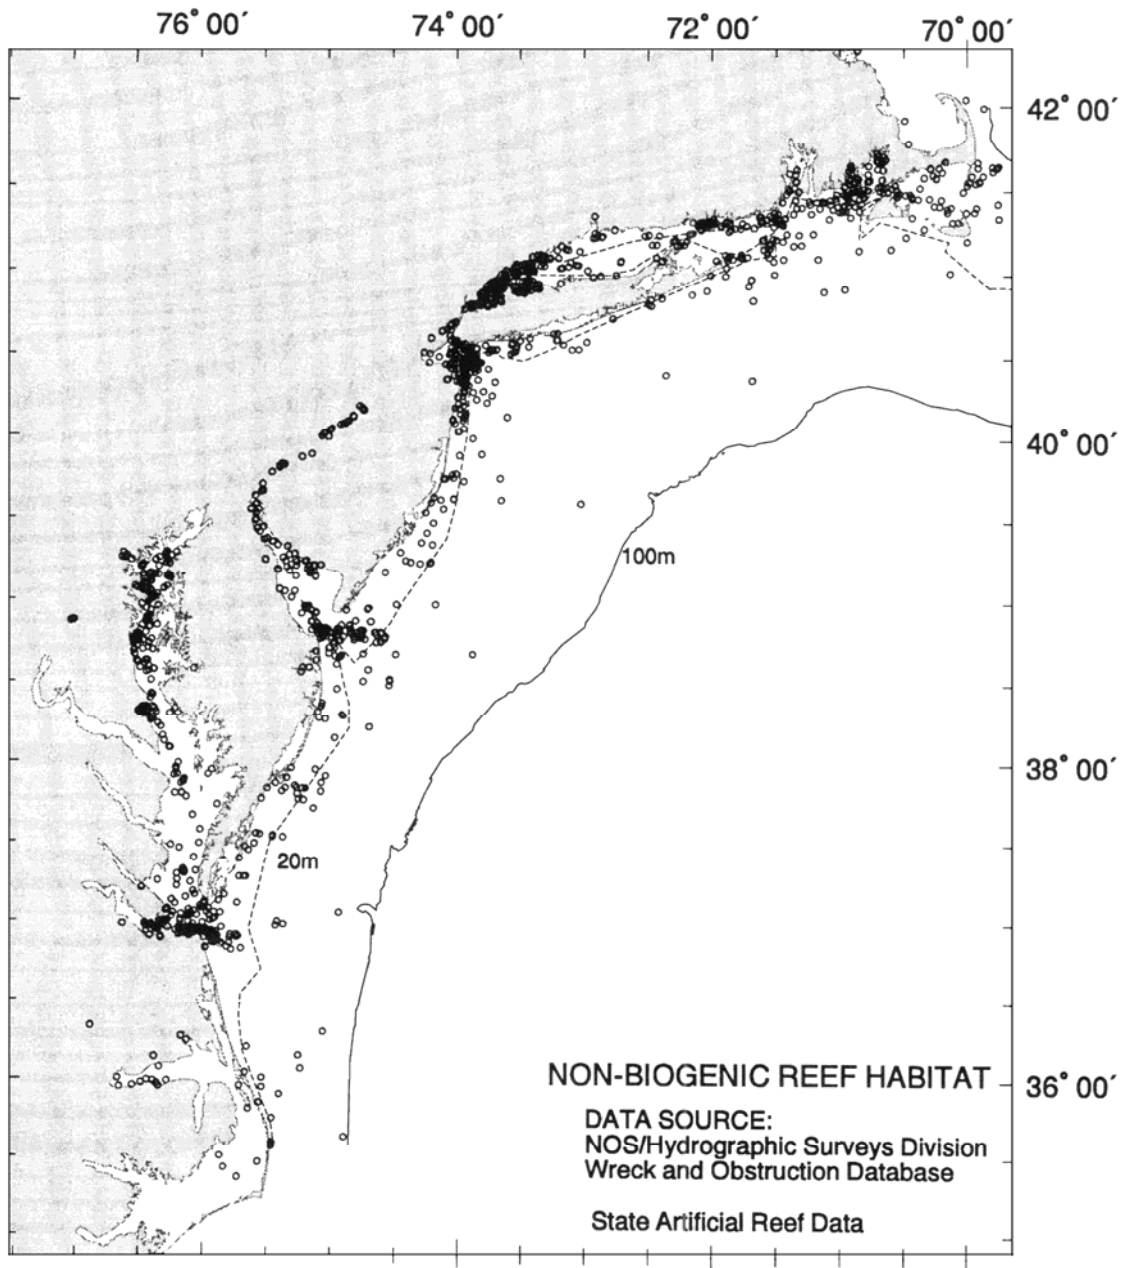 76° 00′ 74° 00′ 72° 00′ 70° 00′
42° 00′
40° 00′
100m
38° 00′
20m
NON-BIOGENIC REEF HABITAT
36° 00′
DATA SOURCE:
NOS/Hydrographic Surveys Division
Wreck and Obstruction Database
State Artificial Reef Data